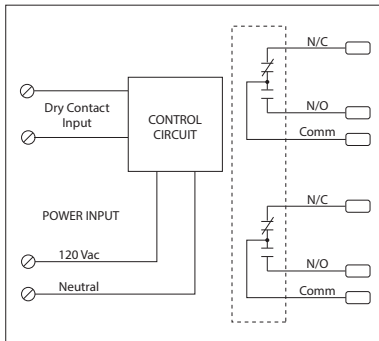 N/C
Dry Contact
Input
CONTROL
CIRCUIT
N/O
Comm
POWER INPUT
N/C
120 Vac
N/O
Neutral
Comm